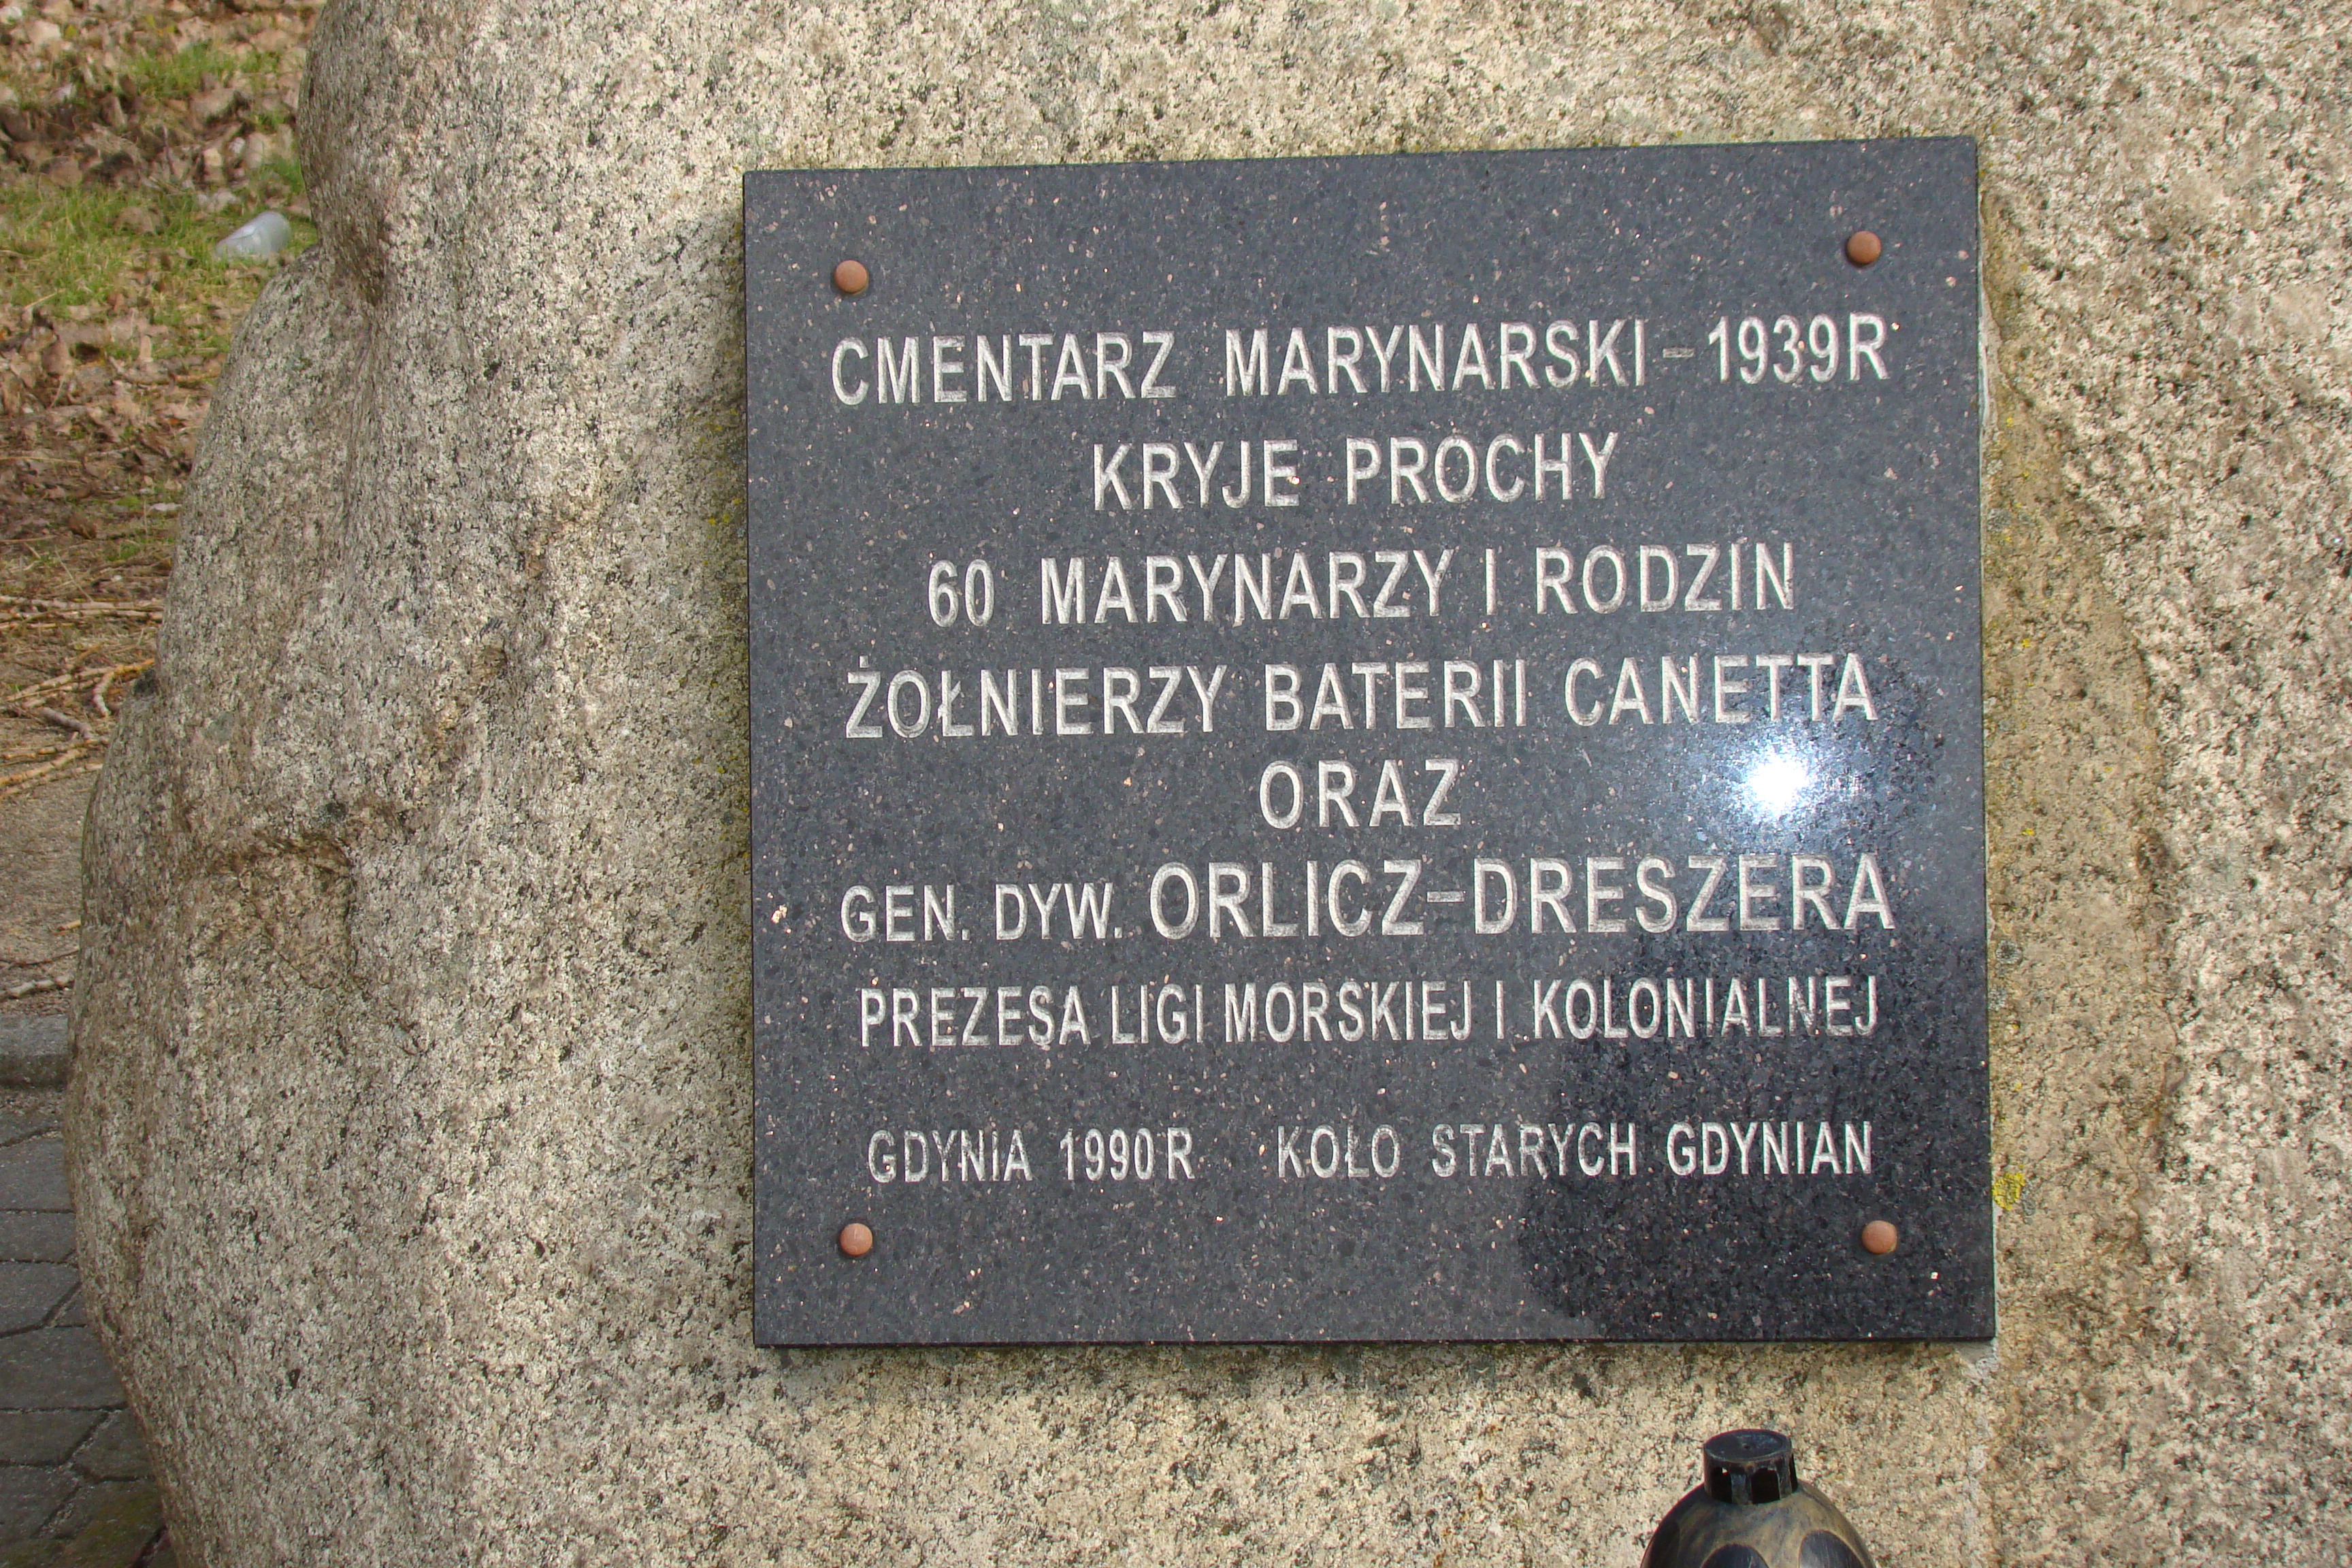 CMENTARZ MARYNARSKI – 1939R
KRYJE PROCHY
60 MARYNARZY I RODZIN
ŻOŁNIERZY BATERII CANETTA
ORAZ
GEN. DYW. ORLICZ–DRESZERA
PREZESA LIGI MORSKIEJ I KOLONIALNEJ
GDYNIA 1990R KOŁO STARYCH GDYNIAN